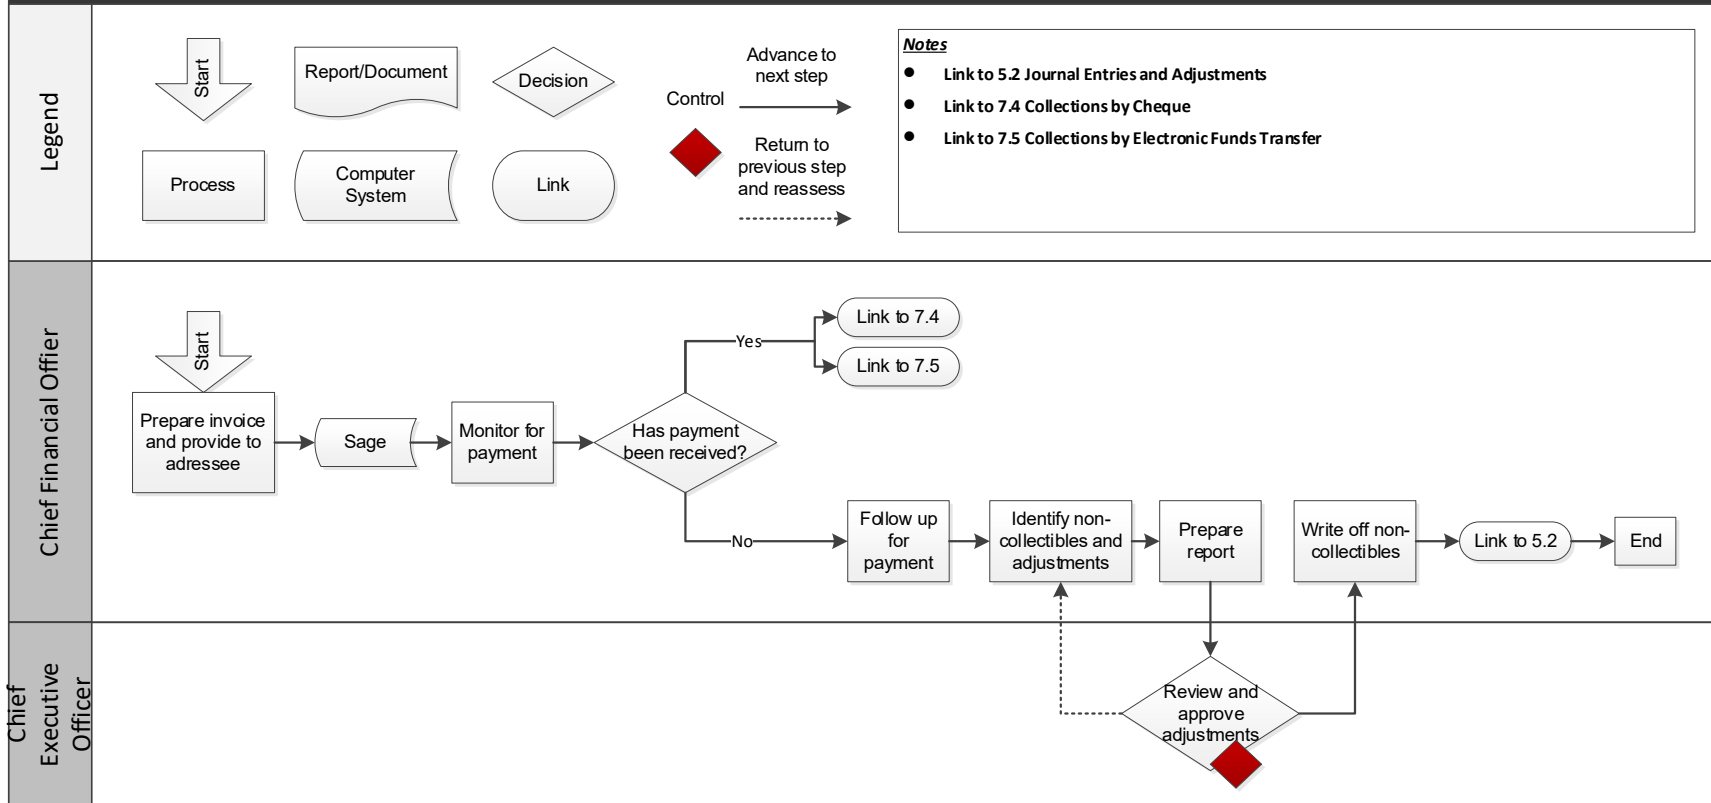 Legend
Start
Report/Document
Decision
Process
Computer
System
Link
Control
Advance to
next step
Return to
previous step
and reassess
Notes
● Link to 5.2 Journal Entries and Adjustments
● Link to 7.4 Collections by Cheque
● Link to 7.5 Collections by Electronic Funds Transfer
Chief Financial Offier
Start
Prepare invoice
and provide to
adressee
Sage
Monitor for
payment
Has payment
been received?
Yes
Link to 7.4
Link to 7.5
No
Follow up
for
payment
Identify non-
collectibles and
adjustments
Prepare
report
Write off non-
collectibles
Link to 5.2
End
Chief
Executive
Officer
Review and
approve
adjustments